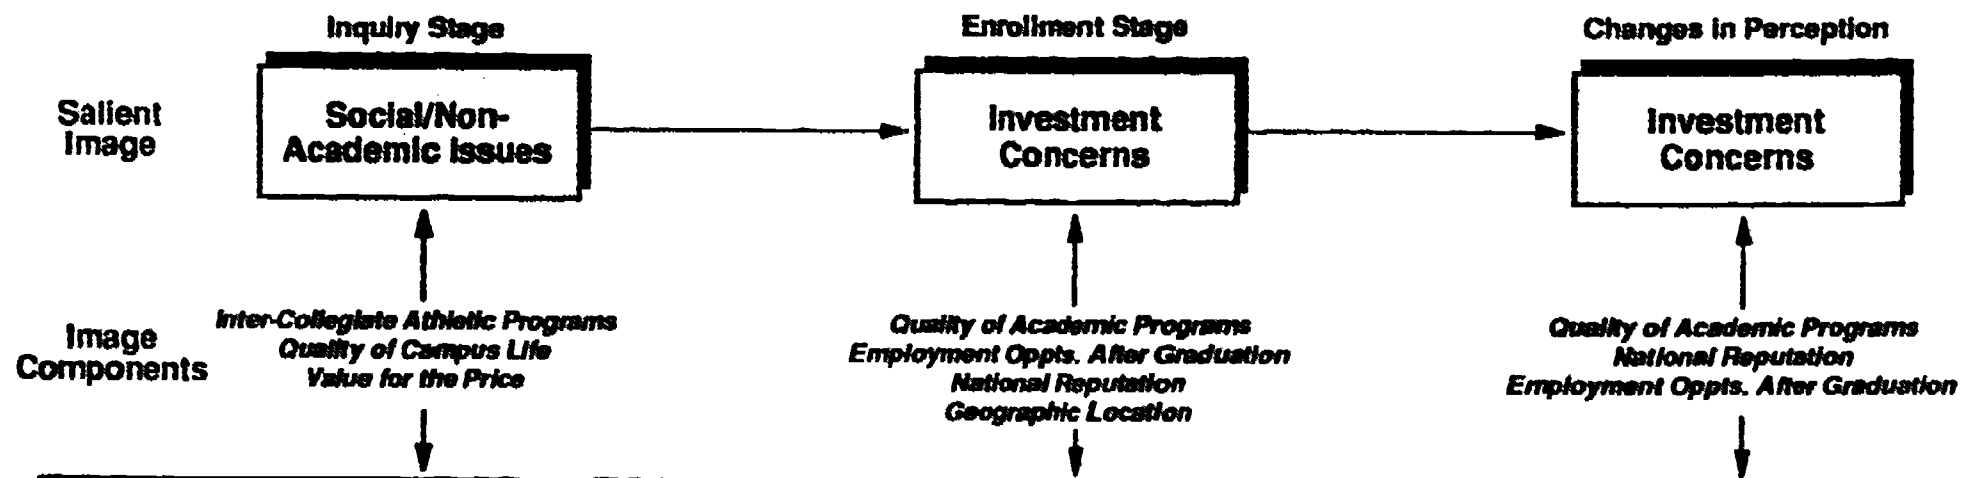 Inquiry Stage
Enrollment Stage
Changes in Perception
Salient
Image
Social/Non-
Academic Issues
Investment
Concerns
Investment
Concerns
Image
Components
Inter-Collegiate Athletic Programs
Quality of Campus Life
Value for the Price
Quality of Academic Programs
Employment Oppts. After Graduation
National Reputation
Geographic Location
Quality of Academic Programs
National Reputation
Employment Oppts. After Graduation